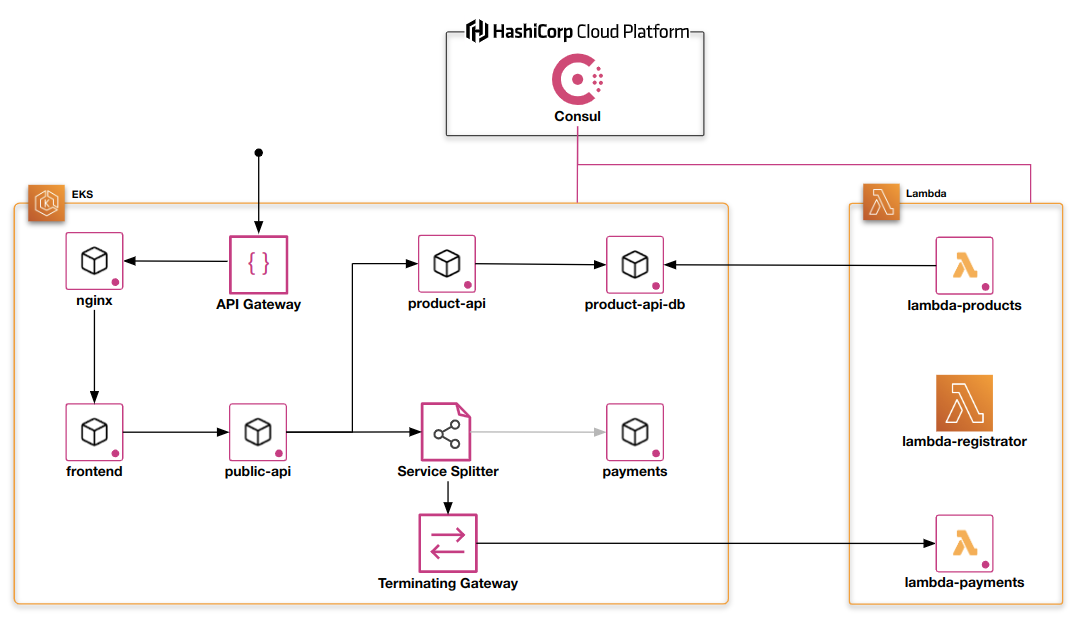 HashiCorp Cloud Platform
Consul
EKS
Lambda
{ }
nginx
API Gateway
product-api
product-api-db
lambda-products
K
frontend
public-api
Service Splitter
payments
lambda-registrator
Terminating Gateway
lambda-payments